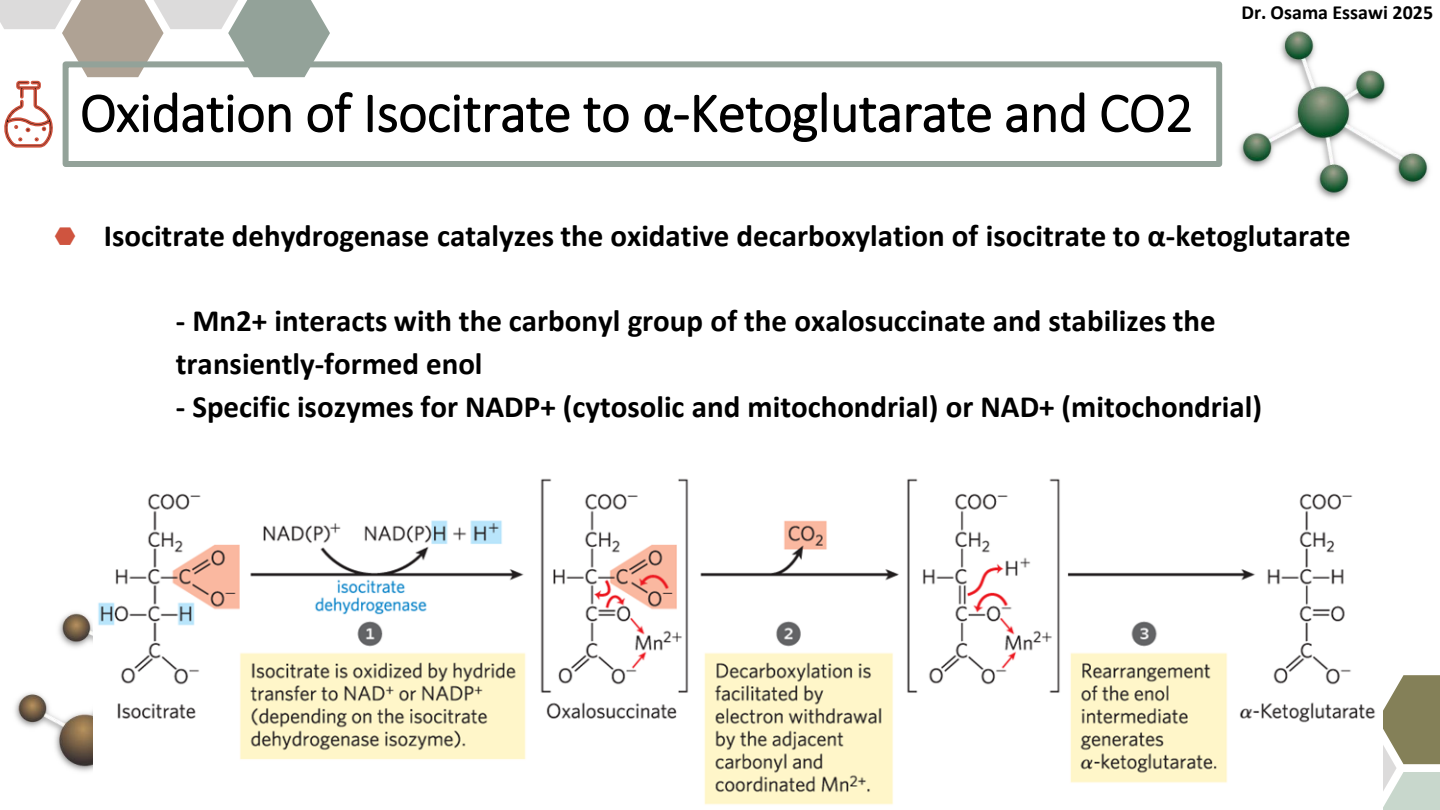 Dr. Osama Essawi 2025
Oxidation of Isocitrate to α-Ketoglutarate and CO2
Isocitrate dehydrogenase catalyzes the oxidative decarboxylation of isocitrate to α-ketoglutarate
- Mn2+ interacts with the carbonyl group of the oxalosuccinate and stabilizes the
transiently-formed enol
- Specific isozymes for NADP+ (cytosolic and mitochondrial) or NAD+ (mitochondrial)
COO⁻
CH₂
H—C—C
O
O⁻
HO—C—H
C
O O⁻
Isocitrate
NAD(P)⁺ NAD(P)H + H⁺
isocitrate
dehydrogenase
1
Isocitrate is oxidized by hydride
transfer to NAD⁺ or NADP⁺
(depending on the isocitrate
dehydrogenase isozyme).
COO⁻
CH₂
H—C—C
O
O⁻
C=O
Mn²⁺
C
O O⁻
Oxalosuccinate
CO₂
2
Decarboxylation is
facilitated by
electron withdrawal
by the adjacent
carbonyl and
coordinated Mn²⁺.
COO⁻
CH₂
H—C
H⁺
C—O⁻
Mn²⁺
C
O O⁻
3
Rearrangement
of the enol
intermediate
generates
α-ketoglutarate.
COO⁻
CH₂
H—C—H
C=O
C
O O⁻
α-Ketoglutarate